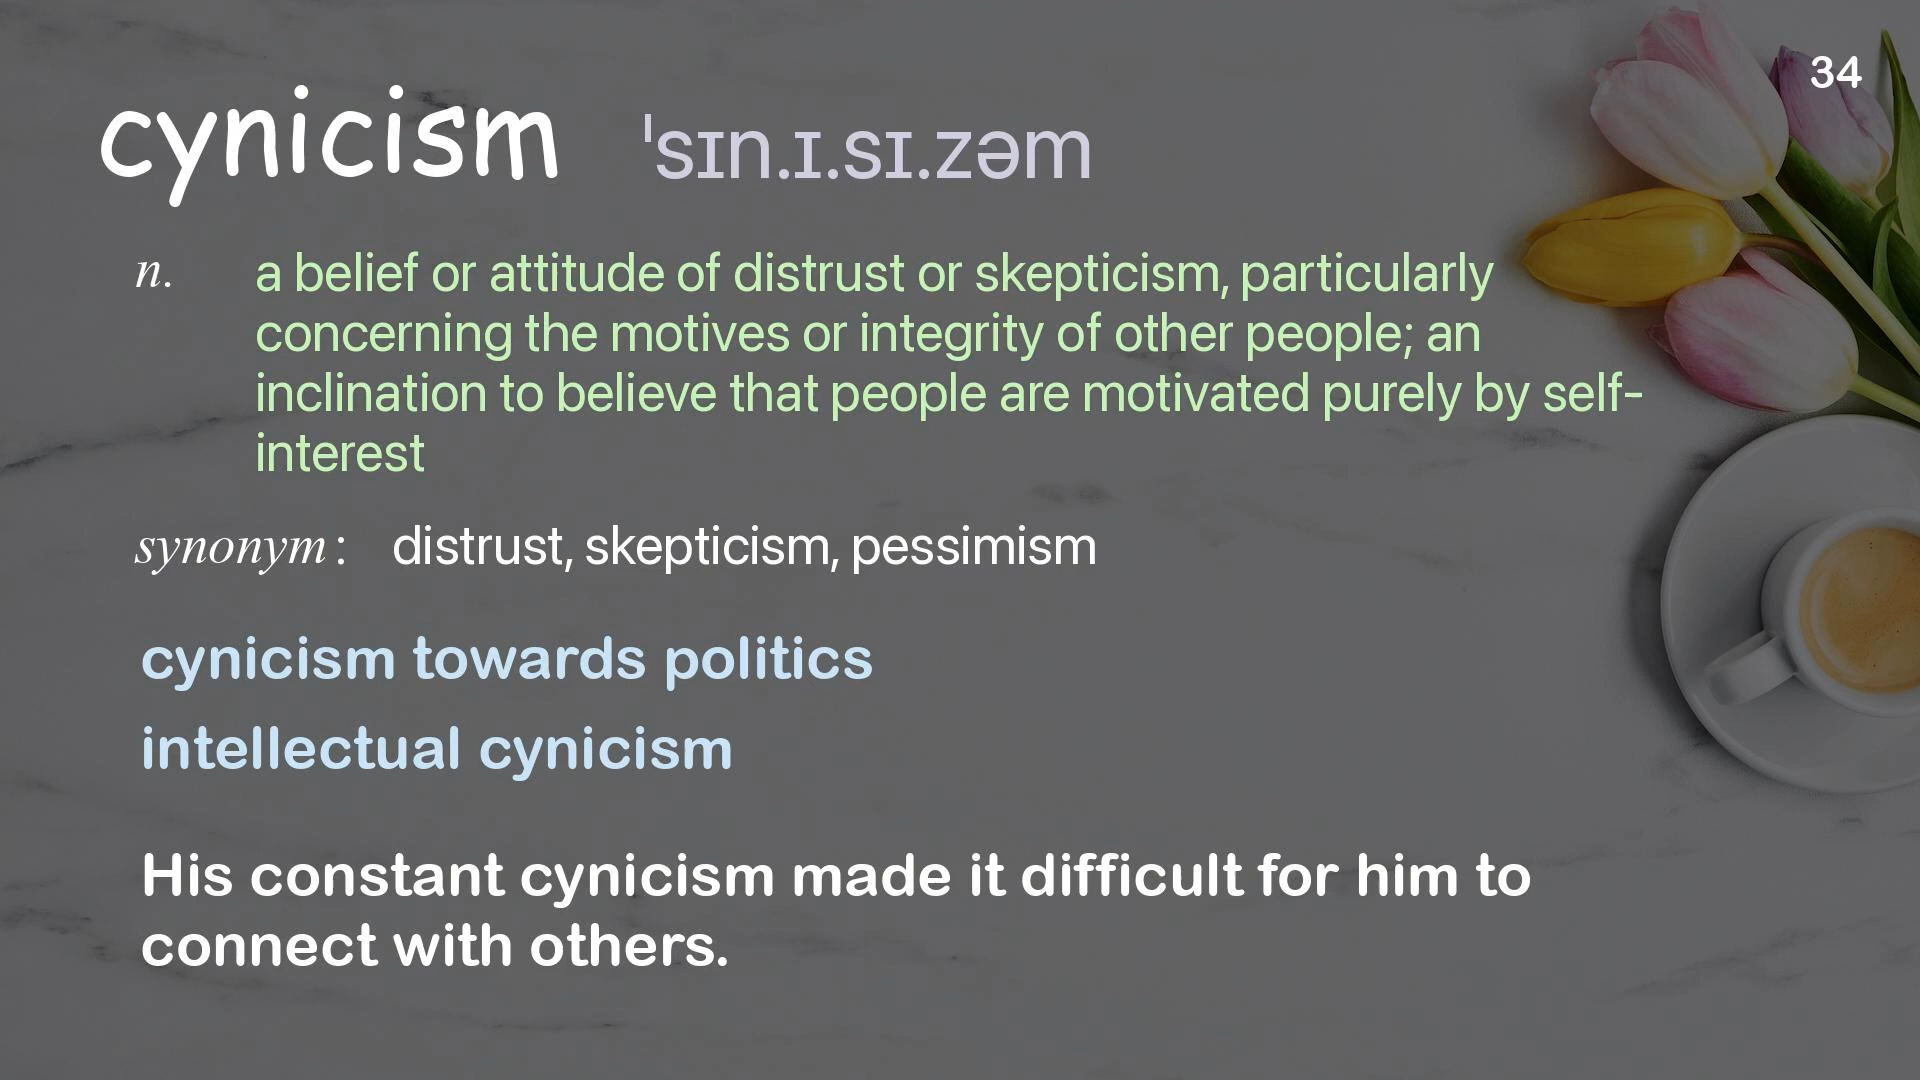 34
cynicism ˈsɪn.ɪ.sɪ.zəm
n. a belief or attitude of distrust or skepticism, particularly
concerning the motives or integrity of other people; an
inclination to believe that people are motivated purely by self-
interest
synonym: distrust, skepticism, pessimism
cynicism towards politics
intellectual cynicism
His constant cynicism made it difficult for him to
connect with others.